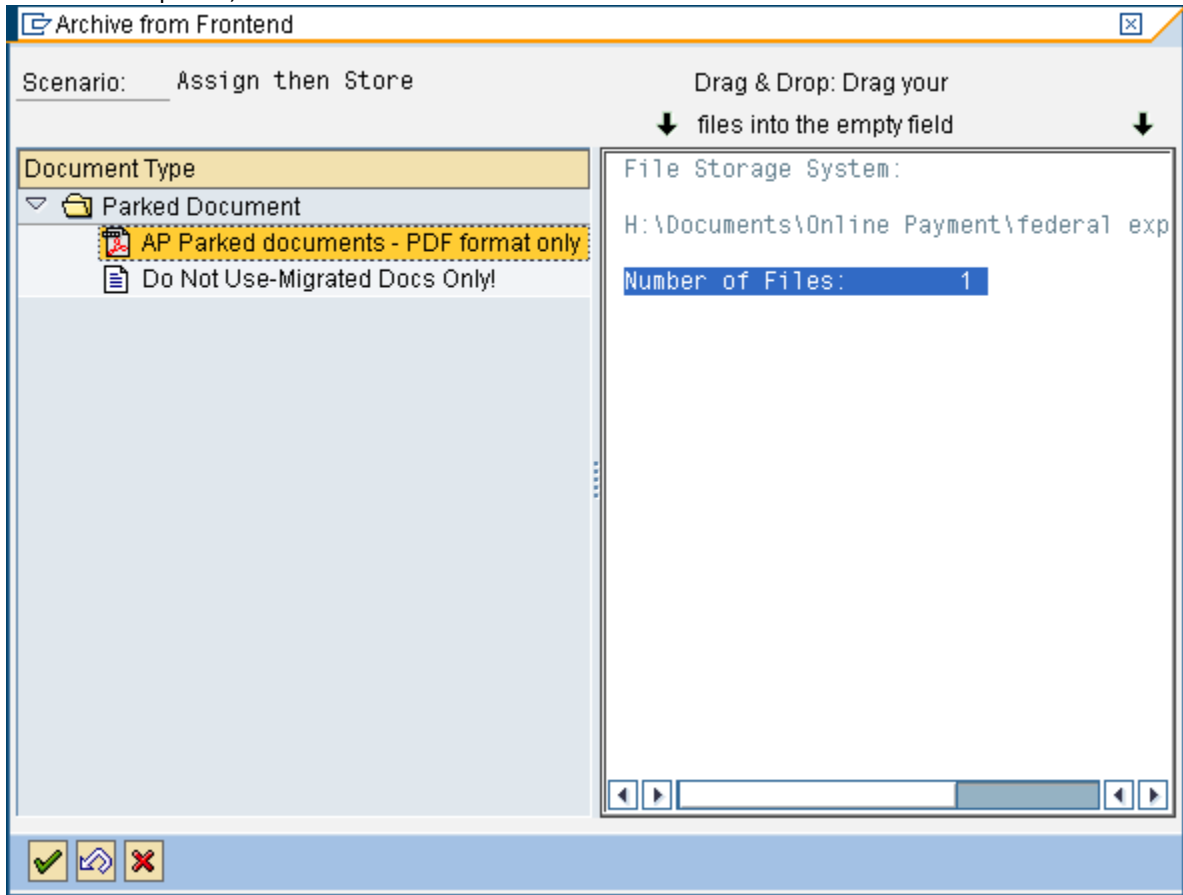 Archive from Frontend
Scenario: Assign then Store
Drag & Drop: Drag your
files into the empty field
Document Type
Parked Document
AP Parked documents - PDF format only
Do Not Use-Migrated Docs Only!
File Storage System:
H:\Documents\Online Payment\federal exp
Number of Files: 1